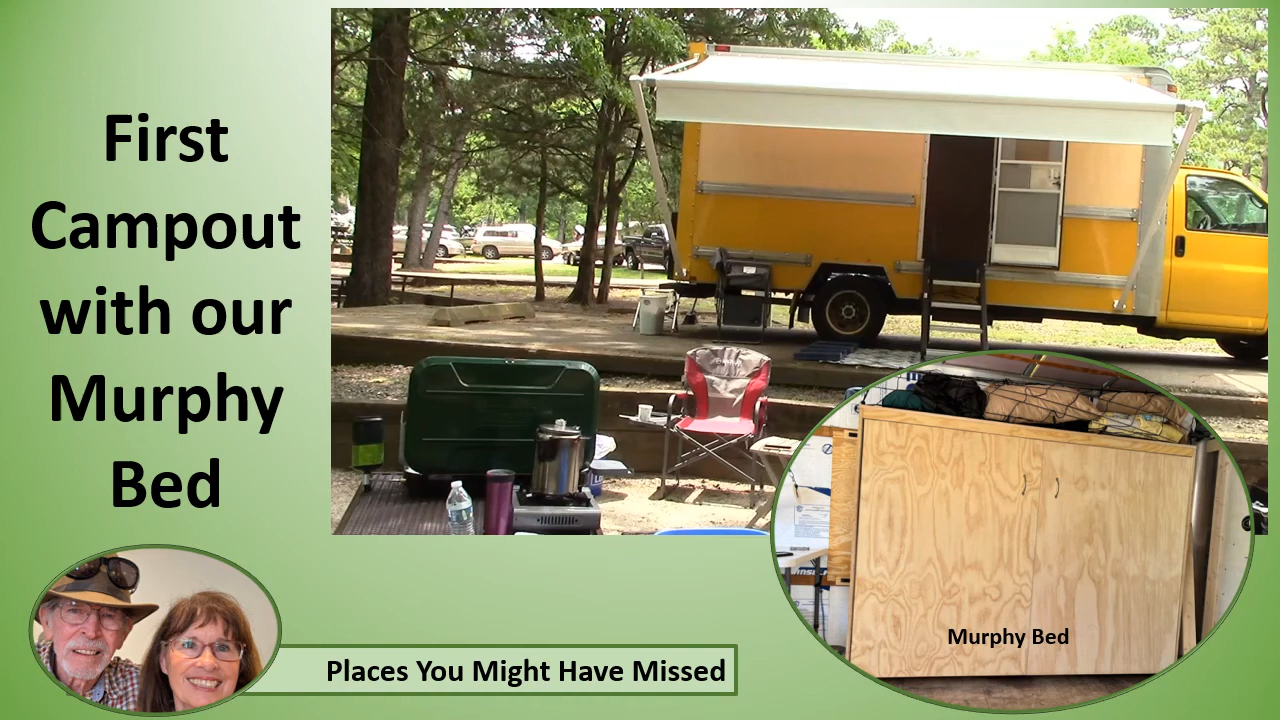 First
Campout
with our
Murphy
Bed
Places You Might Have Missed
Murphy Bed